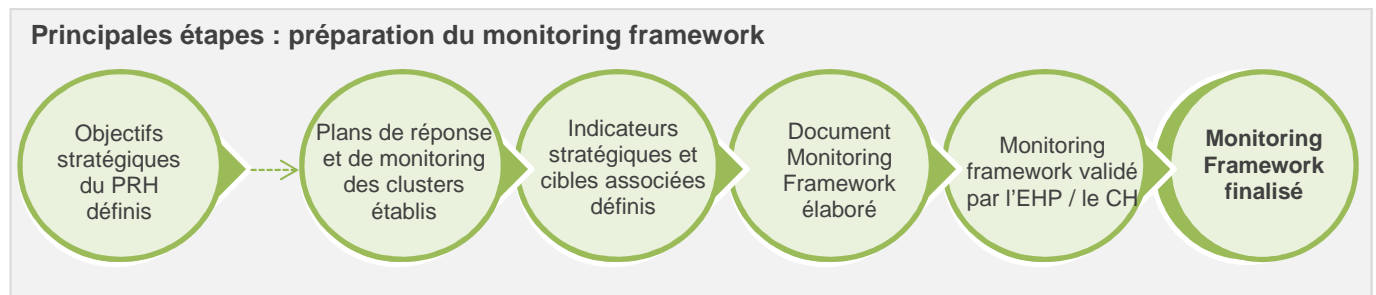 Principales étapes : préparation du monitoring framework
Objectifs
stratégiques
du PRH
définis
Plans de réponse
et de monitoring
des clusters
établis
Indicateurs
stratégiques et
cibles associées
définis
Document
Monitoring
Framework
élaboré
Monitoring
framework validé
par l'EHP / le CH
Monitoring
Framework
finalisé